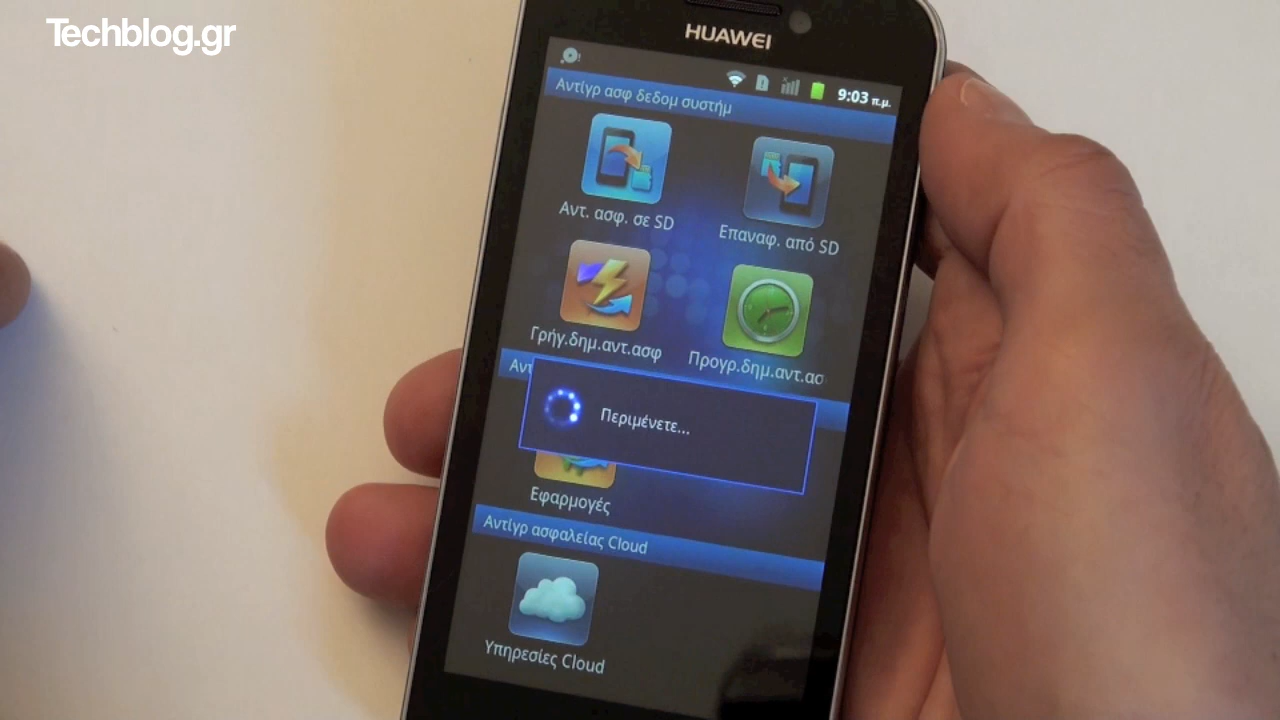 Techblog.gr
HUAWEI
9:03 π.μ.
Αντίγρ ασφ δεδομ συστήμ
Αντ. ασφ. σε SD
Επαναφ. από SD
Γρήγ.δημ.αντ.ασφ
Προγρ.δημ.αντ.ασ
Αντ
Περιμένετε...
Εφαρμογές
Αντίγρ ασφαλείας Cloud
Υπηρεσίες Cloud